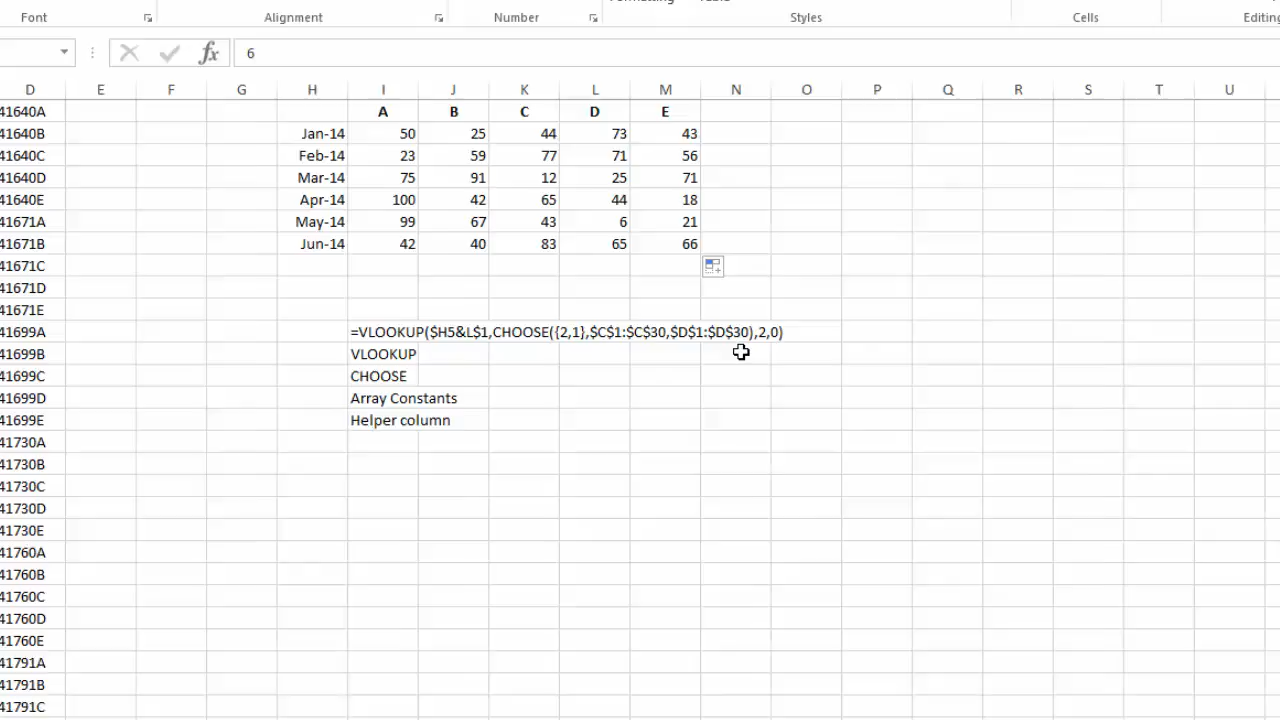 Font Alignment Number Styles Cells Editing
fx 6
D E F G H I J K L M N O P Q R S T U
41640A A B C D E
41640B Jan-14 50 25 44 73 43
41640C Feb-14 23 59 77 71 56
41640D Mar-14 75 91 12 25 71
41640E Apr-14 100 42 65 44 18
41671A May-14 99 67 43 6 21
41671B Jun-14 42 40 83 65 66
41671C
41671D
41671E
41699A =VLOOKUP($H5&L$1,CHOOSE({2,1},$C$1:$C$30,$D$1:$D$30),2,0)
41699B VLOOKUP
41699C CHOOSE
41699D Array Constants
41699E Helper column
41730A
41730B
41730C
41730D
41730E
41760A
41760B
41760C
41760D
41760E
41791A
41791B
41791C